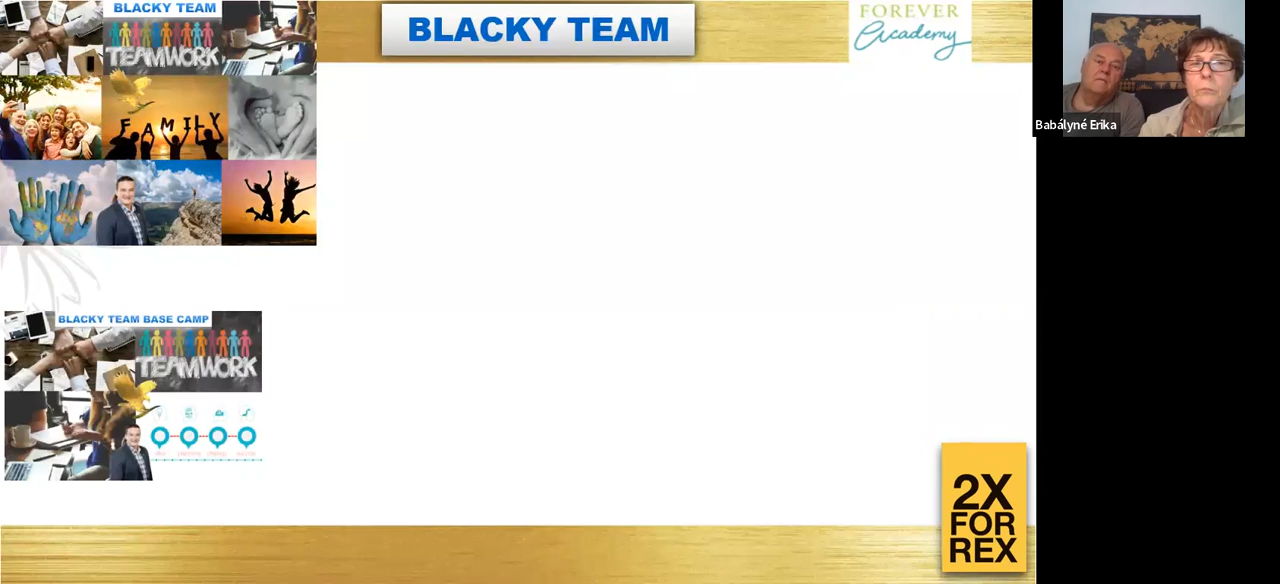 BLACKY TEAM
TEAMWORK
FAMILY
BLACKY TEAM
FOREVER
Academy
Babályné Erika
BLACKY TEAM BASE CAMP
TEAMWORK
2X
FOR
REX